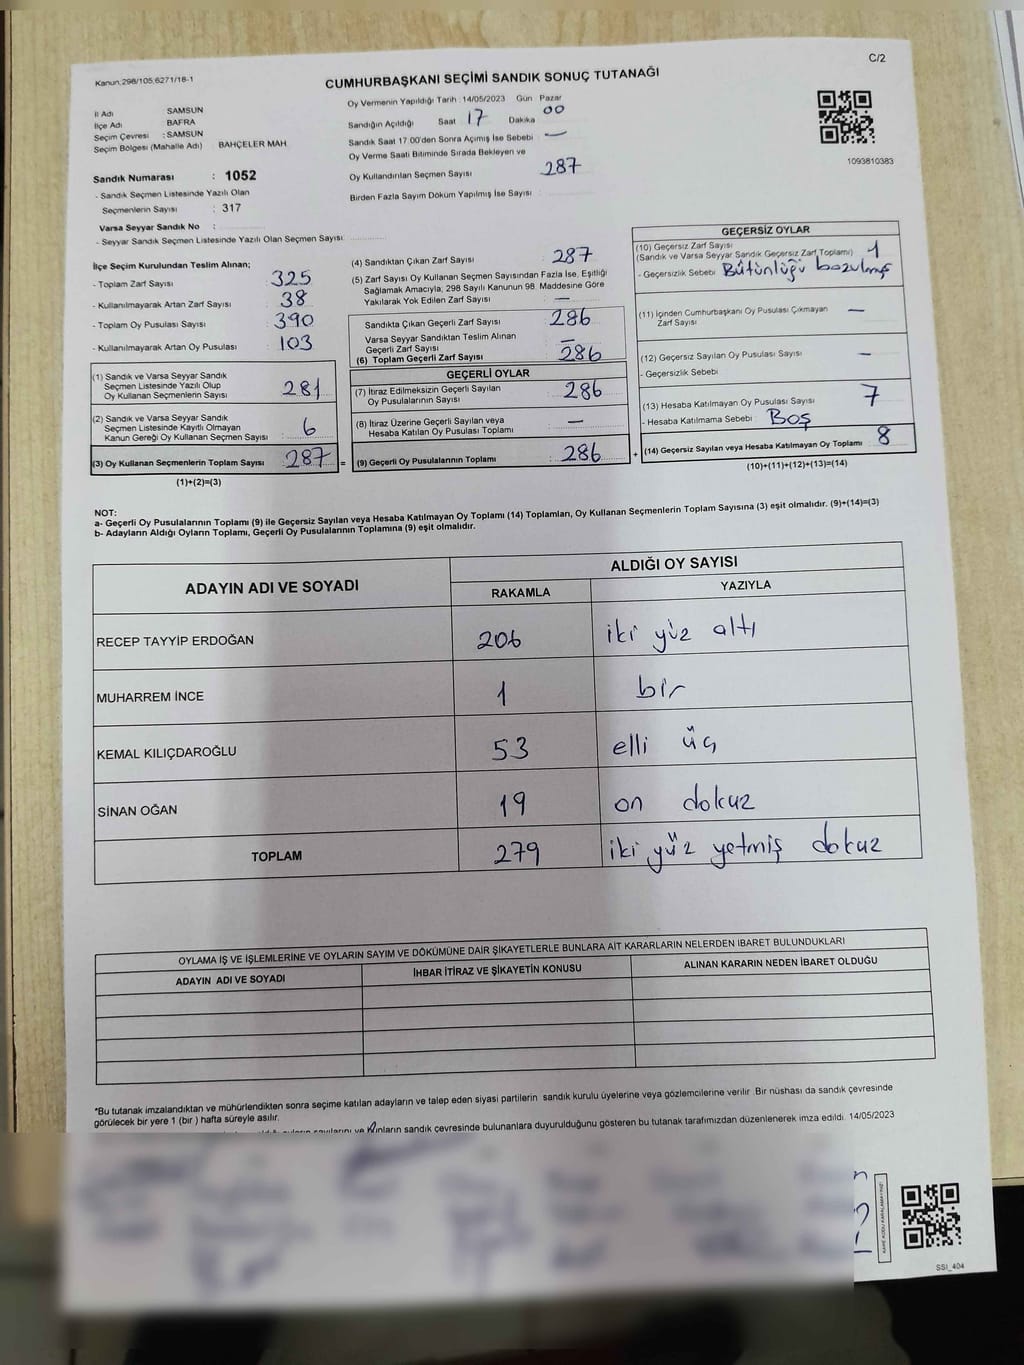 Kanun.298/105.6271/18-1
C/2
CUMHURBAŞKANI SEÇİMİ SANDIK SONUÇ TUTANAĞI
İl Adı SAMSUN
İlçe Adı BAFRA
Seçim Çevresi : SAMSUN
Seçim Bölgesi (Mahalle Adı) : BAHÇELER MAH
Sandık Numarası : 1052
- Sandık Seçmen Listesinde Yazılı Olan
Seçmenlerin Sayısı : 317
Varsa Seyyar Sandık No :
- Seyyar Sandık Seçmen Listesinde Yazılı Olan Seçmen Sayısı:
Oy Vermenin Yapıldığı Tarih : 14/05/2023 Gün Pazar
Sandığın Açıldığı Saat 17 Dakika 00
Sandık Saat 17.00'den Sonra Açımış İse Sebebi —
Oy Verme Saati Bitiminde Sırada Bekleyen ve
Oy Kullandırılan Seçmen Sayısı 287
Birden Fazla Sayım Döküm Yapılmış İse Sayısı
1093810383
İlçe Seçim Kurulundan Teslim Alınan;
- Toplam Zarf Sayısı : 325
- Kullanılmayarak Artan Zarf Sayısı : 38
- Toplam Oy Pusulası Sayısı : 390
- Kullanılmayarak Artan Oy Pusulası : 103
(1) Sandık ve Varsa Seyyar Sandık
Seçmen Listesinde Yazılı Olup
Oy Kullanan Seçmenlerin Sayısı : 281
(2) Sandık ve Varsa Seyyar Sandık
Seçmen Listesinde Kayıtlı Olmayan
Kanun Gereği Oy Kullanan Seçmen Sayısı : 6
(3) Oy Kullanan Seçmenlerin Toplam Sayısı : 287 =
(1)+(2)=(3)
(4) Sandıktan Çıkan Zarf Sayısı : 287
(5) Zarf Sayısı Oy Kullanan Seçmen Sayısından Fazla İse, Eşitliği
Sağlamak Amacıyla; 298 Sayılı Kanunun 98. Maddesine Göre
Yakılarak Yok Edilen Zarf Sayısı : —
Sandıkta Çıkan Geçerli Zarf Sayısı : 286
Varsa Seyyar Sandıktan Teslim Alınan
Geçerli Zarf Sayısı : —
(6) Toplam Geçerli Zarf Sayısı : 286
GEÇERLİ OYLAR
(7) İtiraz Edilmeksizin Geçerli Sayılan
Oy Pusulalarının Sayısı : 286
(8) İtiraz Üzerine Geçerli Sayılan veya
Hesaba Katılan Oy Pusulası Toplamı : —
(9) Geçerli Oy Pusulalarının Toplamı : 286 +
GEÇERSİZ OYLAR
(10) Geçersiz Zarf Sayısı
(Sandık ve Varsa Seyyar Sandık Geçersiz Zarf Toplamı) : 1
- Geçersizlik Sebebi : Bütünlüğü bozulmuş
(11) İçinden Cumhurbaşkanı Oy Pusulası Çıkmayan
Zarf Sayısı : —
(12) Geçersiz Sayılan Oy Pusulası Sayısı : —
- Geçersizlik Sebebi
(13) Hesaba Katılmayan Oy Pusulası Sayısı : 7
- Hesaba Katılmama Sebebi : Boş
(14) Geçersiz Sayılan veya Hesaba Katılmayan Oy Toplamı : 8
(10)+(11)+(12)+(13)=(14)
NOT:
a- Geçerli Oy Pusulalarının Toplamı (9) ile Geçersiz Sayılan veya Hesaba Katılmayan Oy Toplamı (14) Toplamları, Oy Kullanan Seçmenlerin Toplam Sayısına (3) eşit olmalıdır. (9)+(14)=(3)
b- Adayların Aldığı Oyların Toplamı, Geçerli Oy Pusulalarının Toplamına (9) eşit olmalıdır.
ADAYIN ADI VE SOYADI
ALDIĞI OY SAYISI
RAKAMLA YAZIYLA
RECEP TAYYİP ERDOĞAN 206 iki yüz altı
MUHARREM İNCE 1 bir
KEMAL KILIÇDAROĞLU 53 elli üç
SİNAN OĞAN 19 on dokuz
TOPLAM 279 iki yüz yetmiş dokuz
OYLAMA İŞ VE İŞLEMLERİNE VE OYLARIN SAYIM VE DÖKÜMÜNE DAİR ŞİKAYETLERLE BUNLARA AİT KARARLARIN NELERDEN İBARET BULUNDUKLARI
ADAYIN ADI VE SOYADI İHBAR İTİRAZ VE ŞİKAYETİN KONUSU ALINAN KARARIN NEDEN İBARET OLDUĞU
*Bu tutanak imzalandıktan ve mühürlendikten sonra seçime katılan adayların ve talep eden siyasi partilerin sandık kurulu üyelerine veya gözlemcilerine verilir. Bir nüshası da sandık çevresinde
görülecek bir yere 1 (bir ) hafta süreyle asılır.
sandık çevresinde bulunanlara duyurulduğunu gösteren bu tutanak tarafımızdan düzenlenerek imza edildi. 14/05/2023
KARE KODU KARALAMAYINIZ
SSI_404